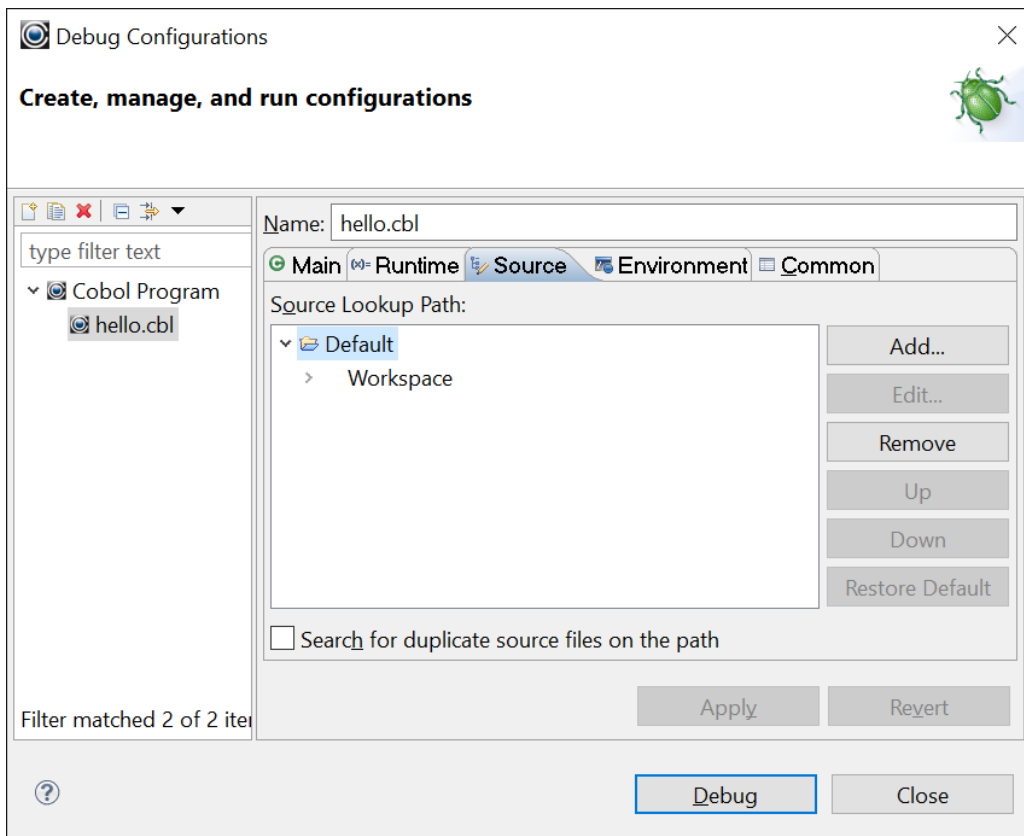 Debug Configurations
Create, manage, and run configurations
type filter text
Cobol Program
hello.cbl
Filter matched 2 of 2 iter
Name: hello.cbl
Main (x)= Runtime Source Environment Common
Source Lookup Path:
Default
Workspace
Add...
Edit...
Remove
Up
Down
Restore Default
Search for duplicate source files on the path
Apply Revert
? Debug Close